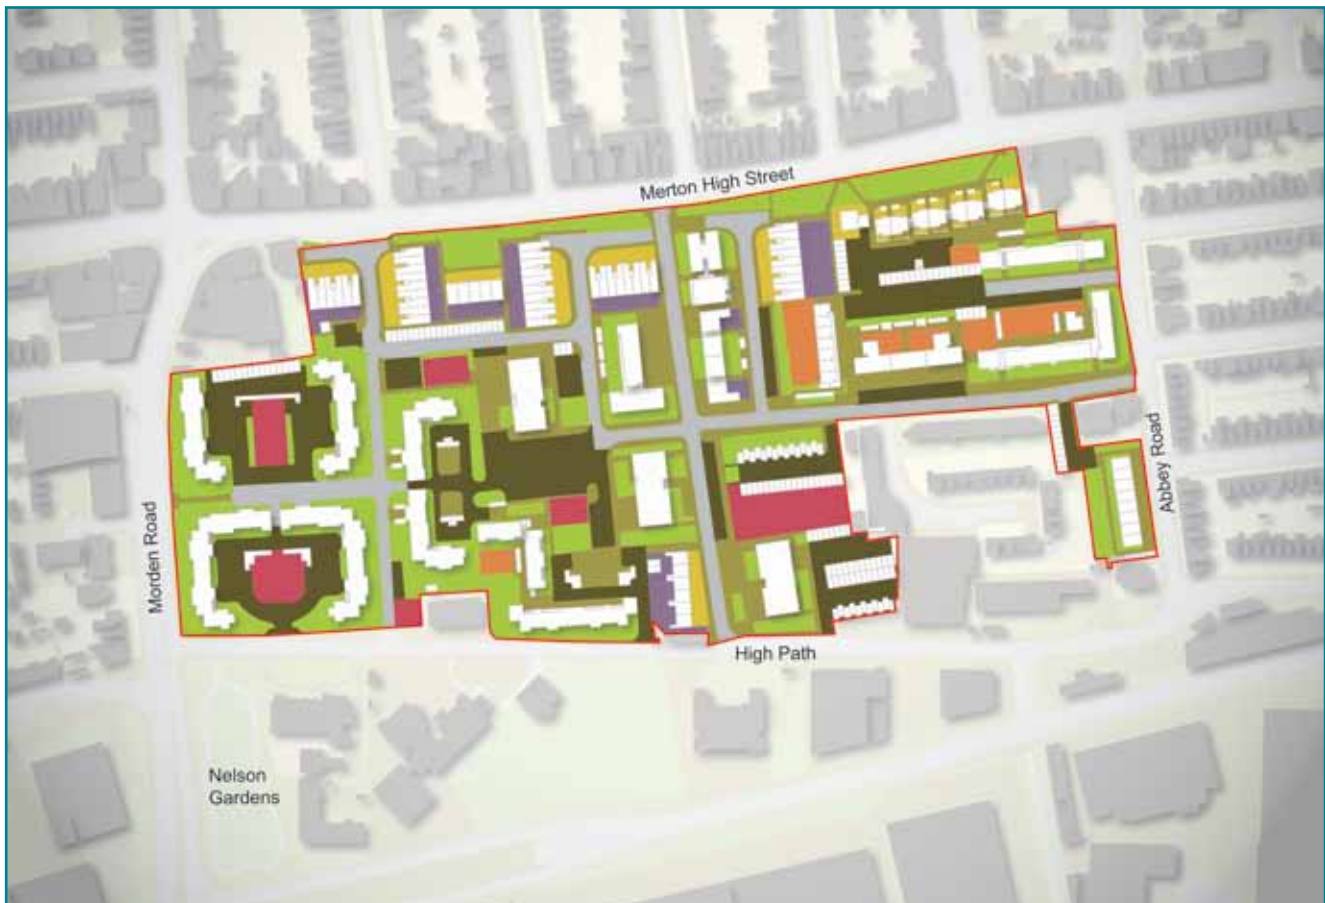 Merton High Street
Morden Road
Abbey Road
High Path
Nelson
Gardens